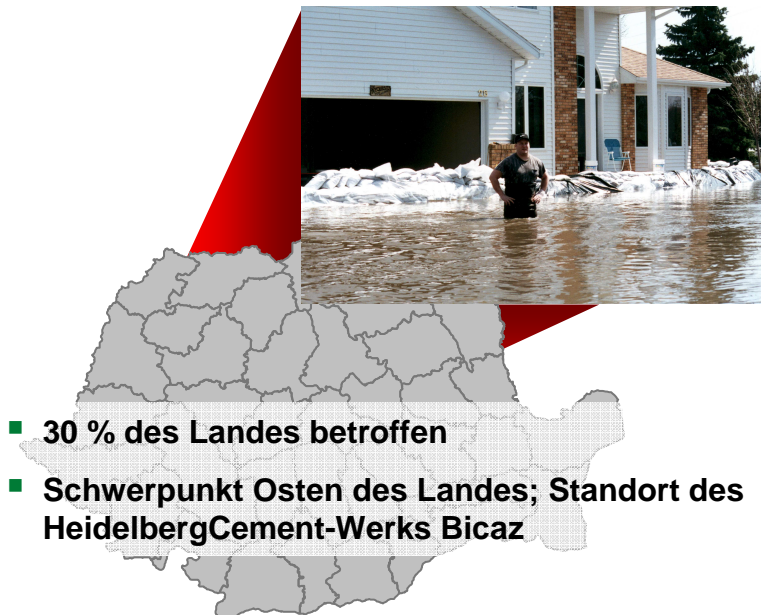 30 % des Landes betroffen
Schwerpunkt Osten des Landes; Standort des
HeidelbergCement-Werks Bicaz